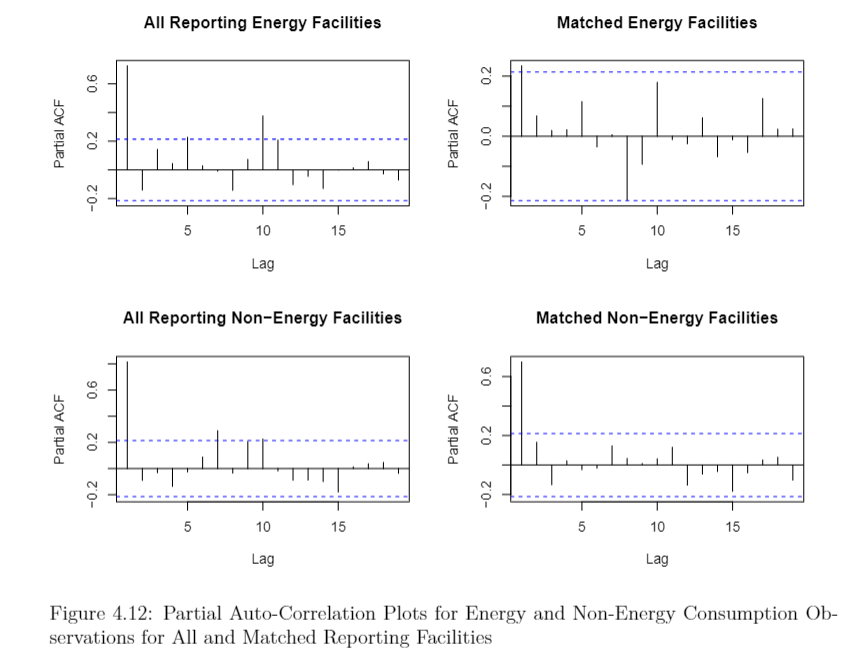 All Reporting Energy Facilities
Partial ACF
0.6
0.2
−0.2
5 10 15
Lag
Matched Energy Facilities
Partial ACF
0.2
0.0
−0.2
5 10 15
Lag
All Reporting Non−Energy Facilities
Partial ACF
0.6
0.2
−0.2
5 10 15
Lag
Matched Non−Energy Facilities
Partial ACF
0.6
0.2
−0.2
5 10 15
Lag
Figure 4.12: Partial Auto-Correlation Plots for Energy and Non-Energy Consumption Ob-
servations for All and Matched Reporting Facilities